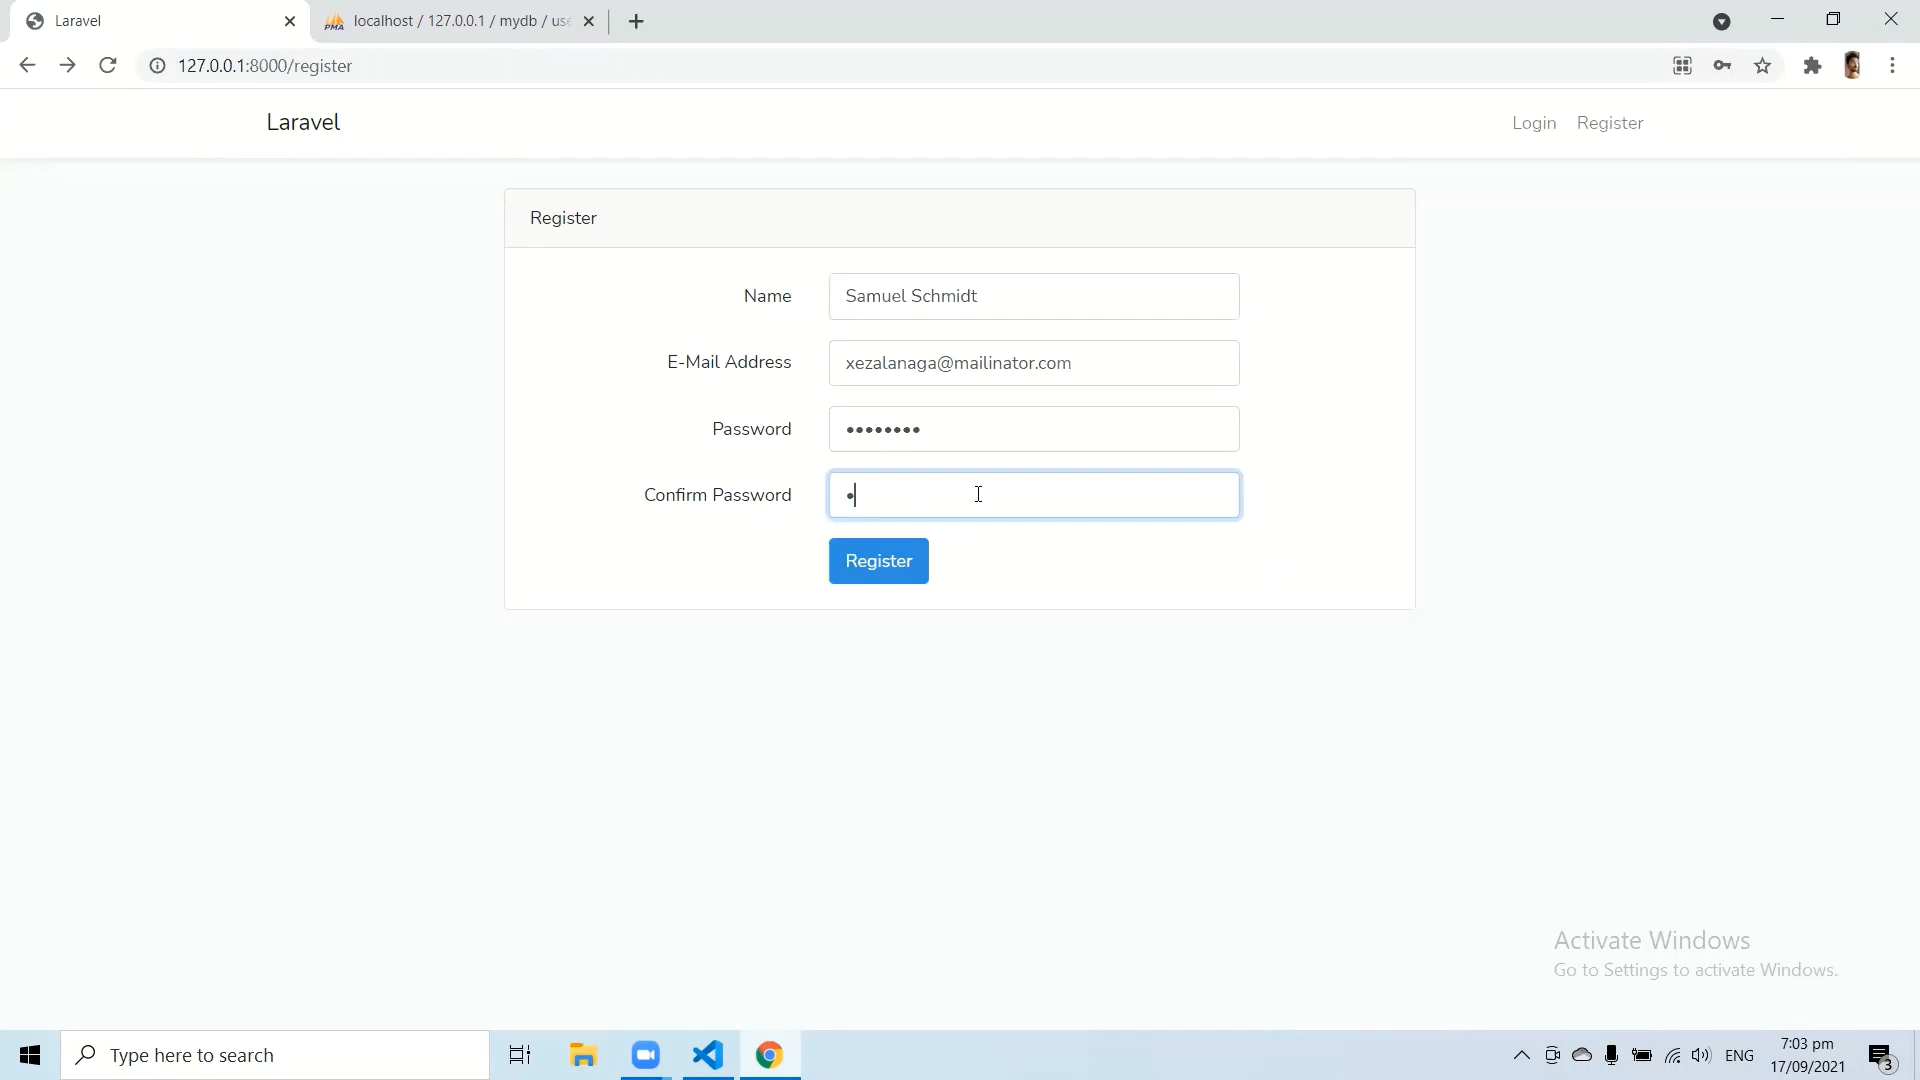 Laravel
localhost / 127.0.0.1 / mydb / use
127.0.0.1:8000/register
Laravel
Login
Register
Register
Name
Samuel Schmidt
E-Mail Address
xezalanaga@mailinator.com
Password
••••••••
Confirm Password
•
Register
Activate Windows
Go to Settings to activate Windows.
Type here to search
ENG
7:03 pm
17/09/2021
3